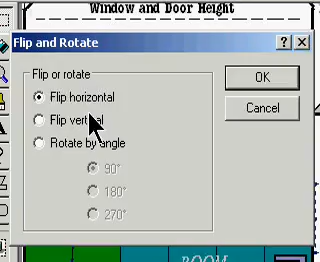 Window and Door Height
Flip and Rotate
Flip or rotate
Flip horizontal
Flip vertical
Rotate by angle
90°
180°
270°
OK
Cancel
ROOM